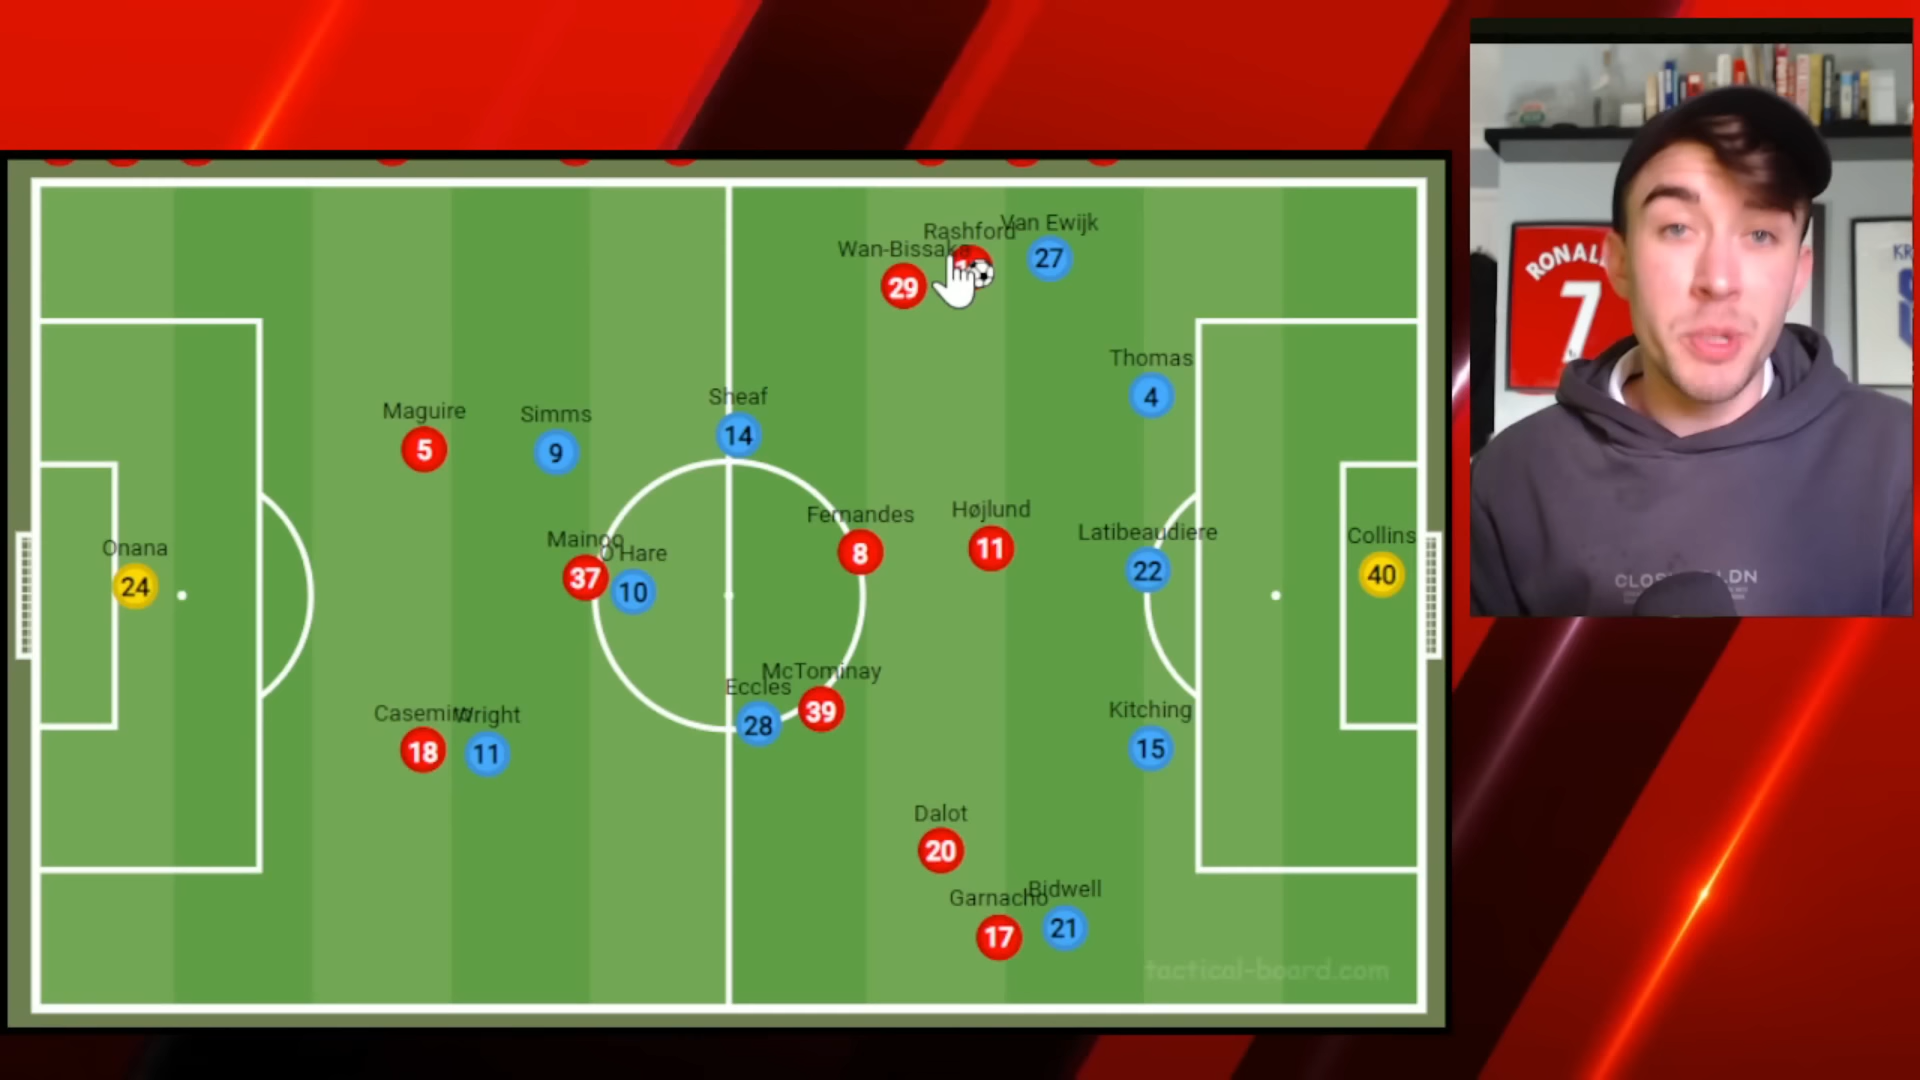 Rashford
Van Ewijk
Wan-Bissaka
27
29
Thomas
4
Maguire
Simms
Sheaf
5
9
14
Fernandes
Højlund
8
11
Latibeaudiere
22
Collins
40
Onana
24
Mainoo
O'Hare
37
10
McTominay
Eccles
28
39
Kitching
15
Casemiro
Wright
18
11
Dalot
20
Garnacho
Bidwell
17
21
tactical-board.com
7